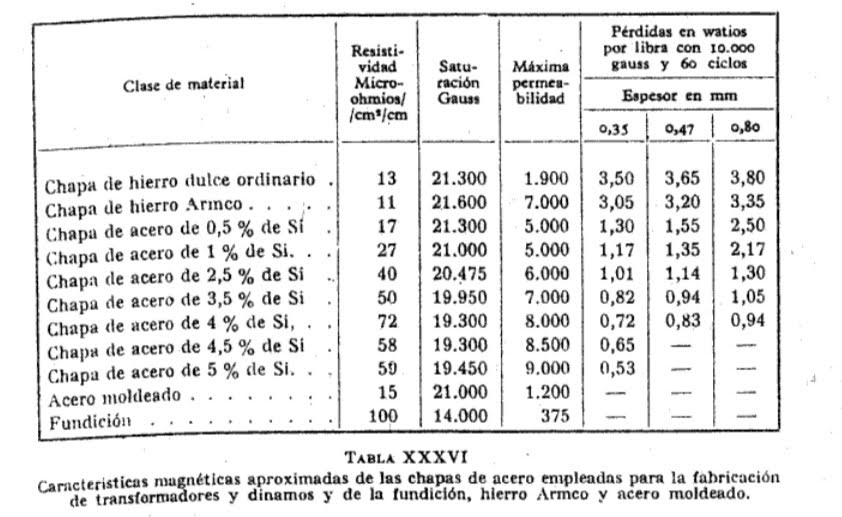 Clase de material
Resisti-
vidad
Micro-
ohmios/
/cm²/cm
Satu-
ración
Gauss
Máxima
permea-
bilidad
Pérdidas en watios
por libra con 10.000
gauss y 60 ciclos
Espesor en mm
0,35 0,47 0,80
Chapa de hierro dulce ordinario . 13 21.300 1.900 3,50 3,65 3,80
Chapa de hierro Armco . . . . . 11 21.600 7.000 3,05 3,20 3,35
Chapa de acero de 0,5 % de Si . 17 21.300 5.000 1,30 1,55 2,50
Chapa de acero de 1 % de Si. . . 27 21.000 5.000 1,17 1,35 2,17
Chapa de acero de 2,5 % de Si . 40 20.475 6.000 1,01 1,14 1,30
Chapa de acero de 3,5 % de Si . 50 19.950 7.000 0,82 0,94 1,05
Chapa de acero de 4 % de Si, . . 72 19.300 8.000 0,72 0,83 0,94
Chapa de acero de 4,5 % de Si . 58 19.300 8.500 0,65 — —
Chapa de acero de 5 % de Si. . . 59 19.450 9.000 0,53 — —
Acero moldeado . . . . . . . . 15 21.000 1.200 — — —
Fundición . . . . . . . . . . 100 14.000 375 — — —
TABLA XXXVI
Caracteristicas magnéticas aproximadas de las chapas de acero empleadas para la fabricación
de transformadores y dinamos y de la fundición, hierro Armco y acero moldeado.